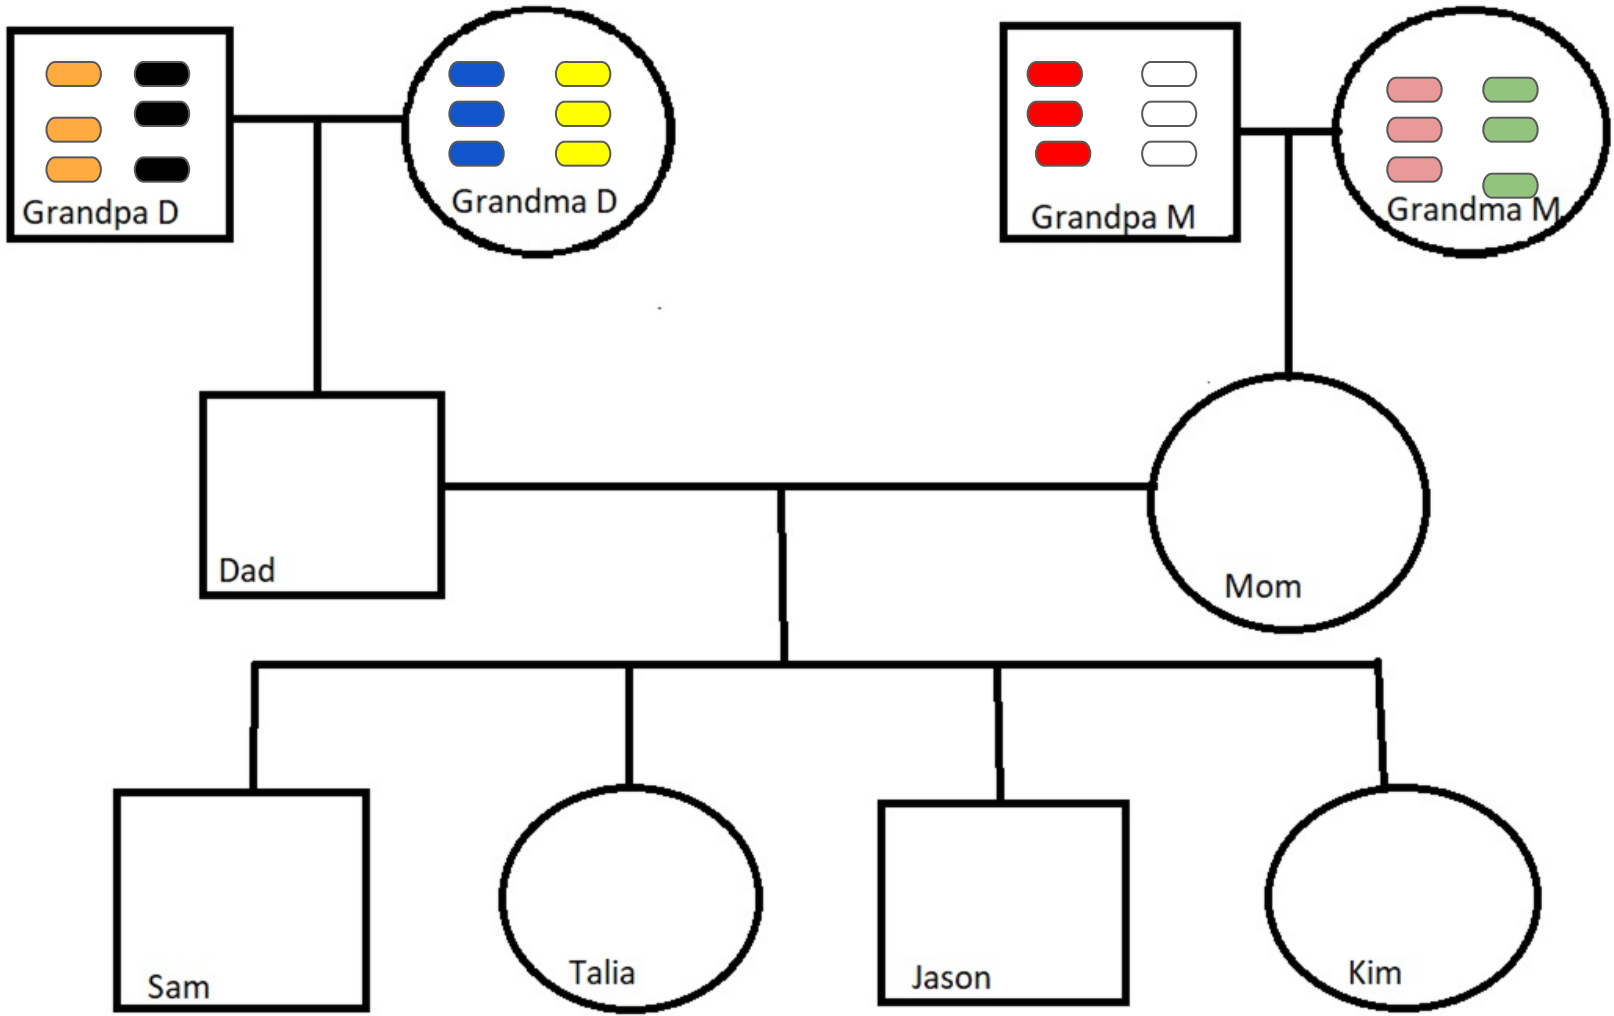 Grandpa D
Grandma D
Grandpa M
Grandma M
Dad
Mom
Sam
Talia
Jason
Kim